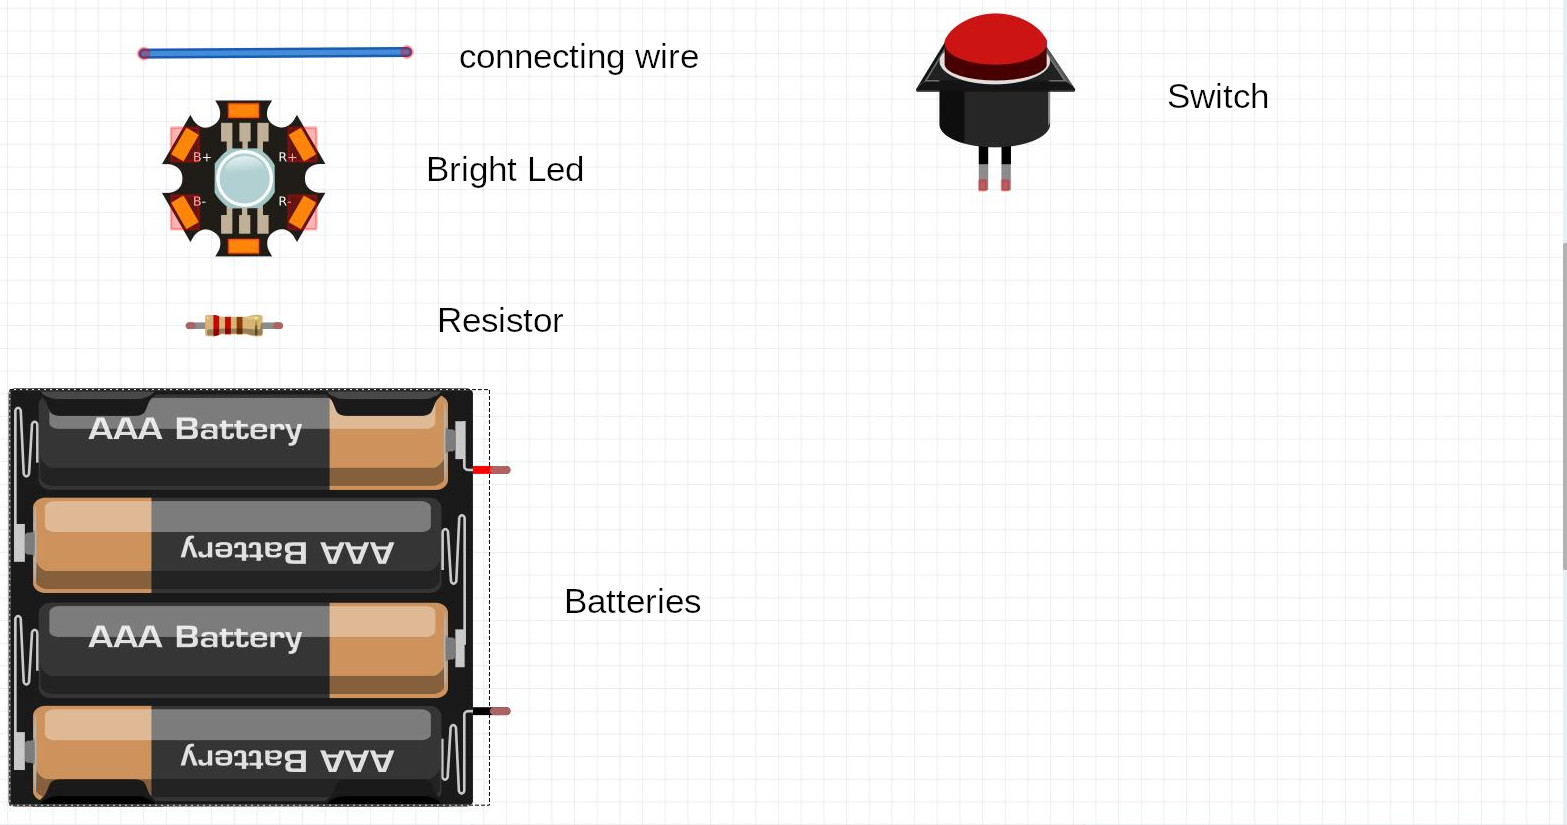 connecting wire
Switch
B+
R+
Bright Led
B-
R-
Resistor
AAA Battery
AAA Battery
AAA Battery
AAA Battery
Batteries